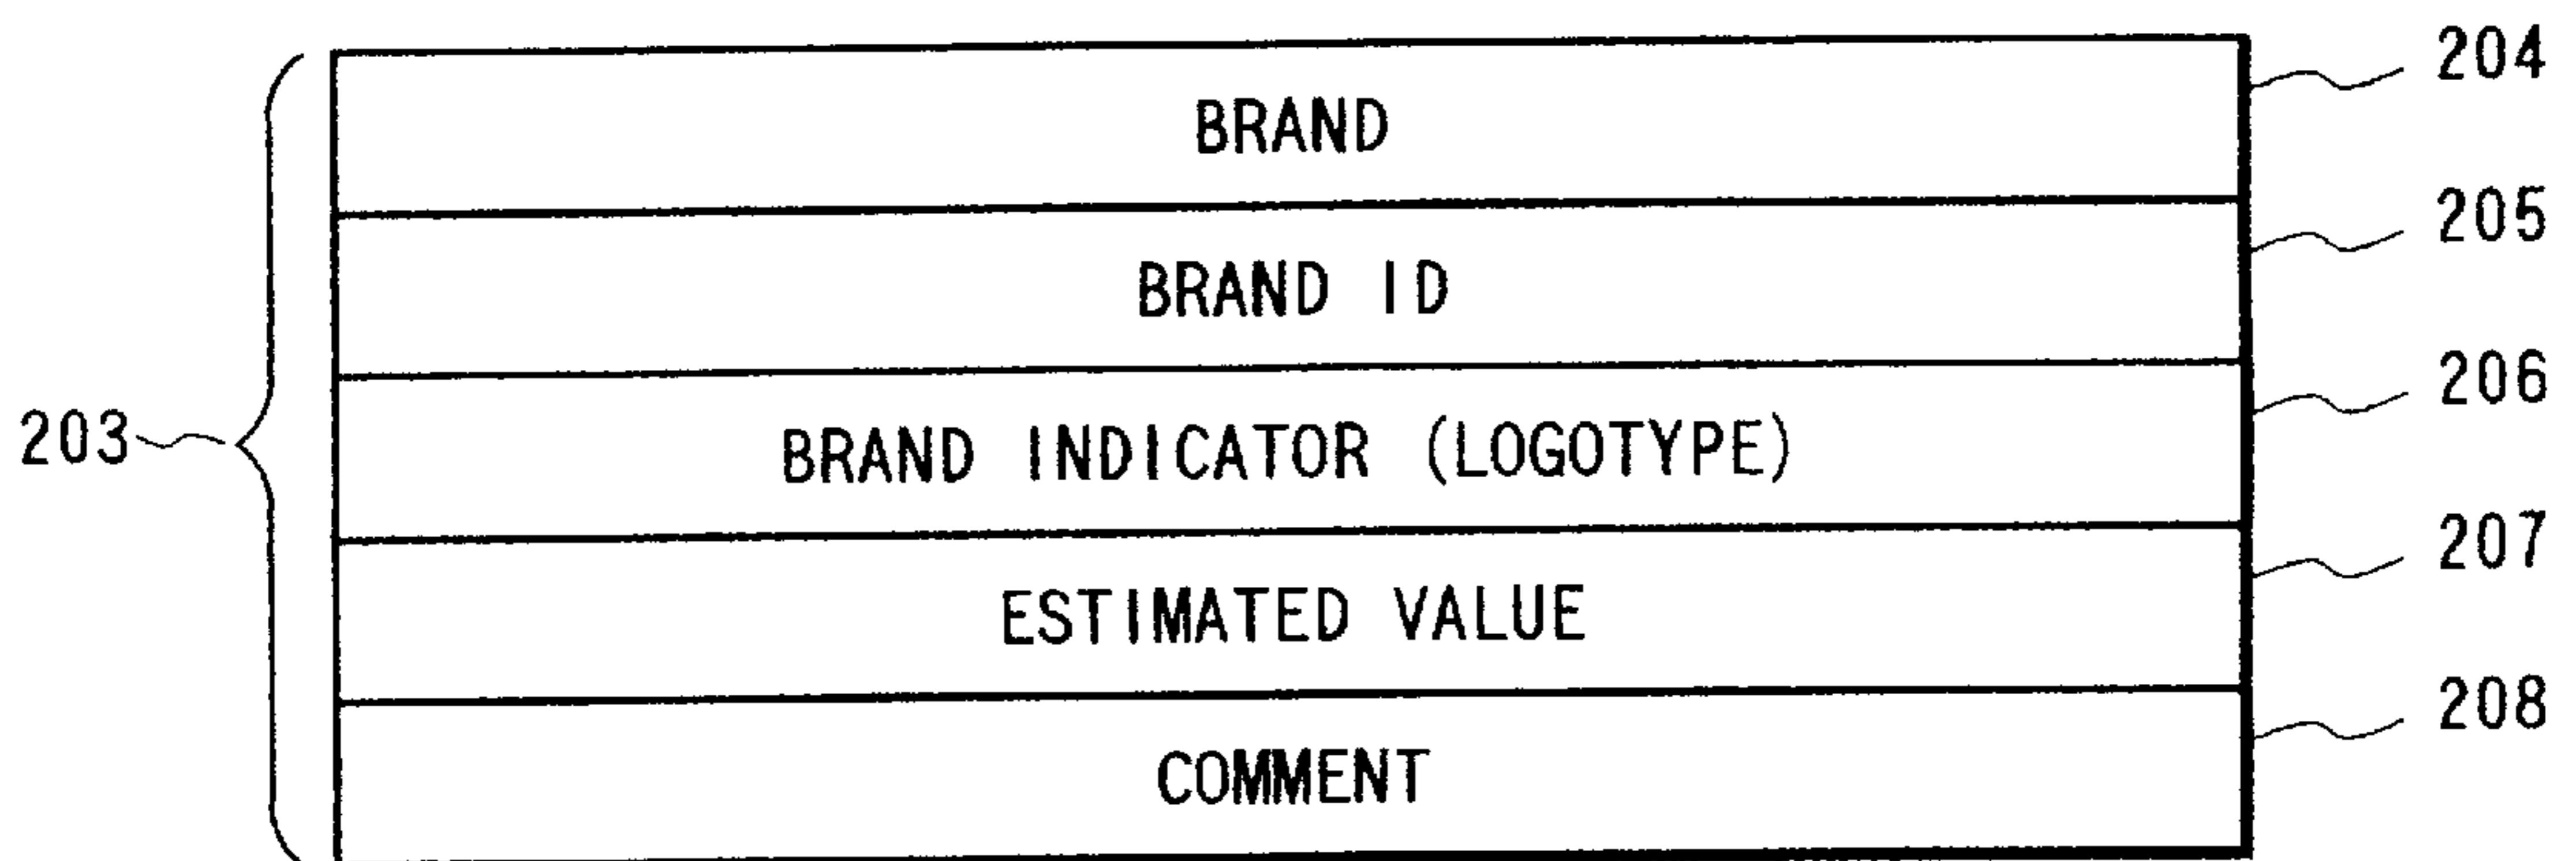 BRAND 204
BRAND ID 205
BRAND INDICATOR (LOGOTYPE) 206
203
ESTIMATED VALUE 207
COMMENT 208